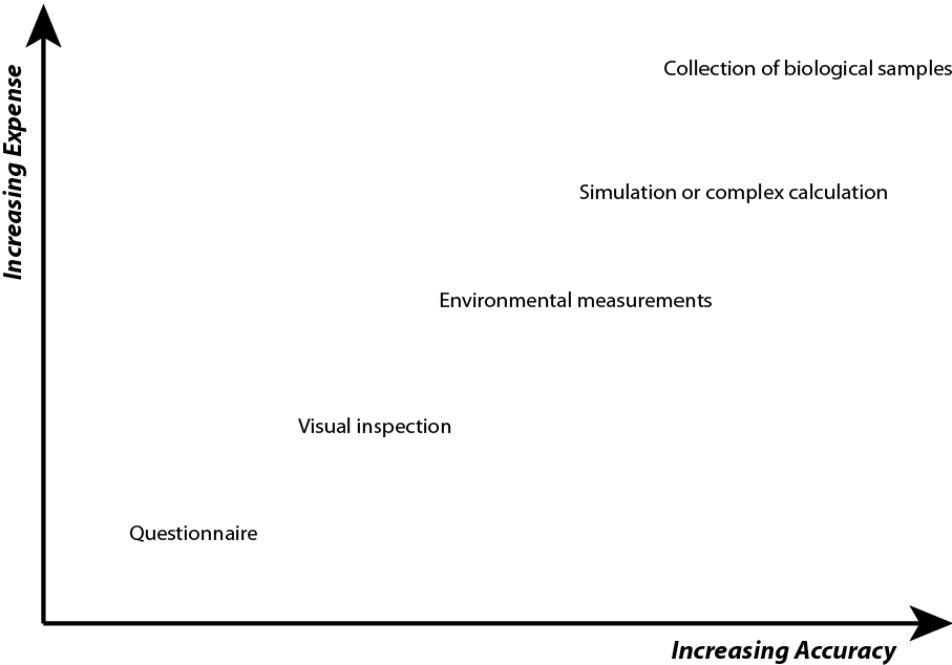 Increasing Expense
Collection of biological samples
Simulation or complex calculation
Environmental measurements
Visual inspection
Questionnaire
Increasing Accuracy